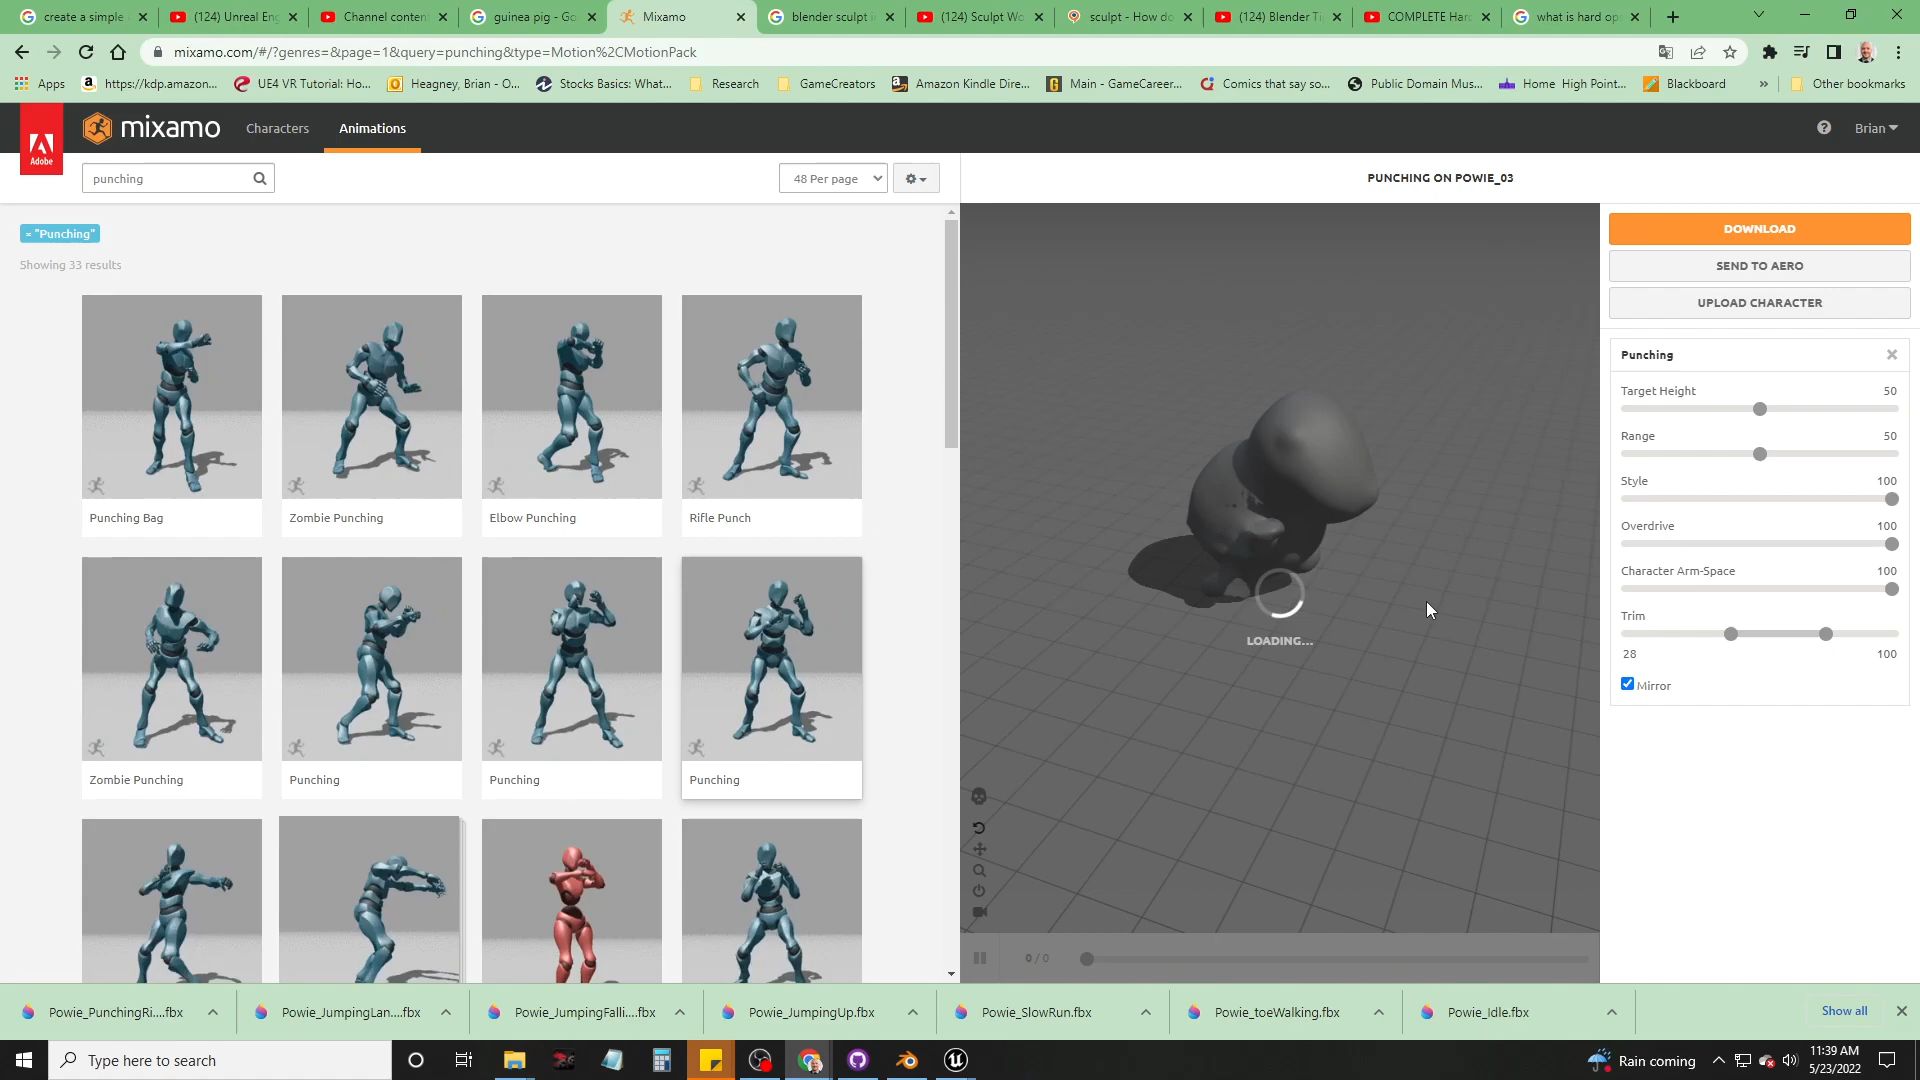 create a simple
(124) Unreal Eng
Channel content
guinea pig - Go
Mixamo
blender sculpt i
(124) Sculpt Wo
sculpt - How do
(124) Blender Ti
COMPLETE Hard
what is hard ops
mixamo.com/#/?genres=&page=1&query=punching&type=Motion%2CMotionPack
Apps
https://kdp.amazon...
UE4 VR Tutorial: Ho...
Heagney, Brian - O...
Stocks Basics: What...
Research
GameCreators
Amazon Kindle Dire...
Main - GameCareer...
Comics that say so...
Public Domain Mus...
Home High Point...
Blackboard
»
Other bookmarks
Adobe
mixamo
Characters
Animations
Brian
punching
48 Per page
PUNCHING ON POWIE_03
× "Punching"
Showing 33 results
DOWNLOAD
SEND TO AERO
UPLOAD CHARACTER
Punching
Target Height 50
Range 50
Style 100
Overdrive 100
Character Arm-Space 100
Trim
28 100
Mirror
Punching Bag
Zombie Punching
Elbow Punching
Rifle Punch
Zombie Punching
Punching
Punching
Punching
LOADING...
0 / 0
Powie_PunchingRi....fbx
Powie_JumpingLan....fbx
Powie_JumpingFalli....fbx
Powie_JumpingUp.fbx
Powie_SlowRun.fbx
Powie_toeWalking.fbx
Powie_Idle.fbx
Show all
Type here to search
Rain coming
11:39 AM
5/23/2022